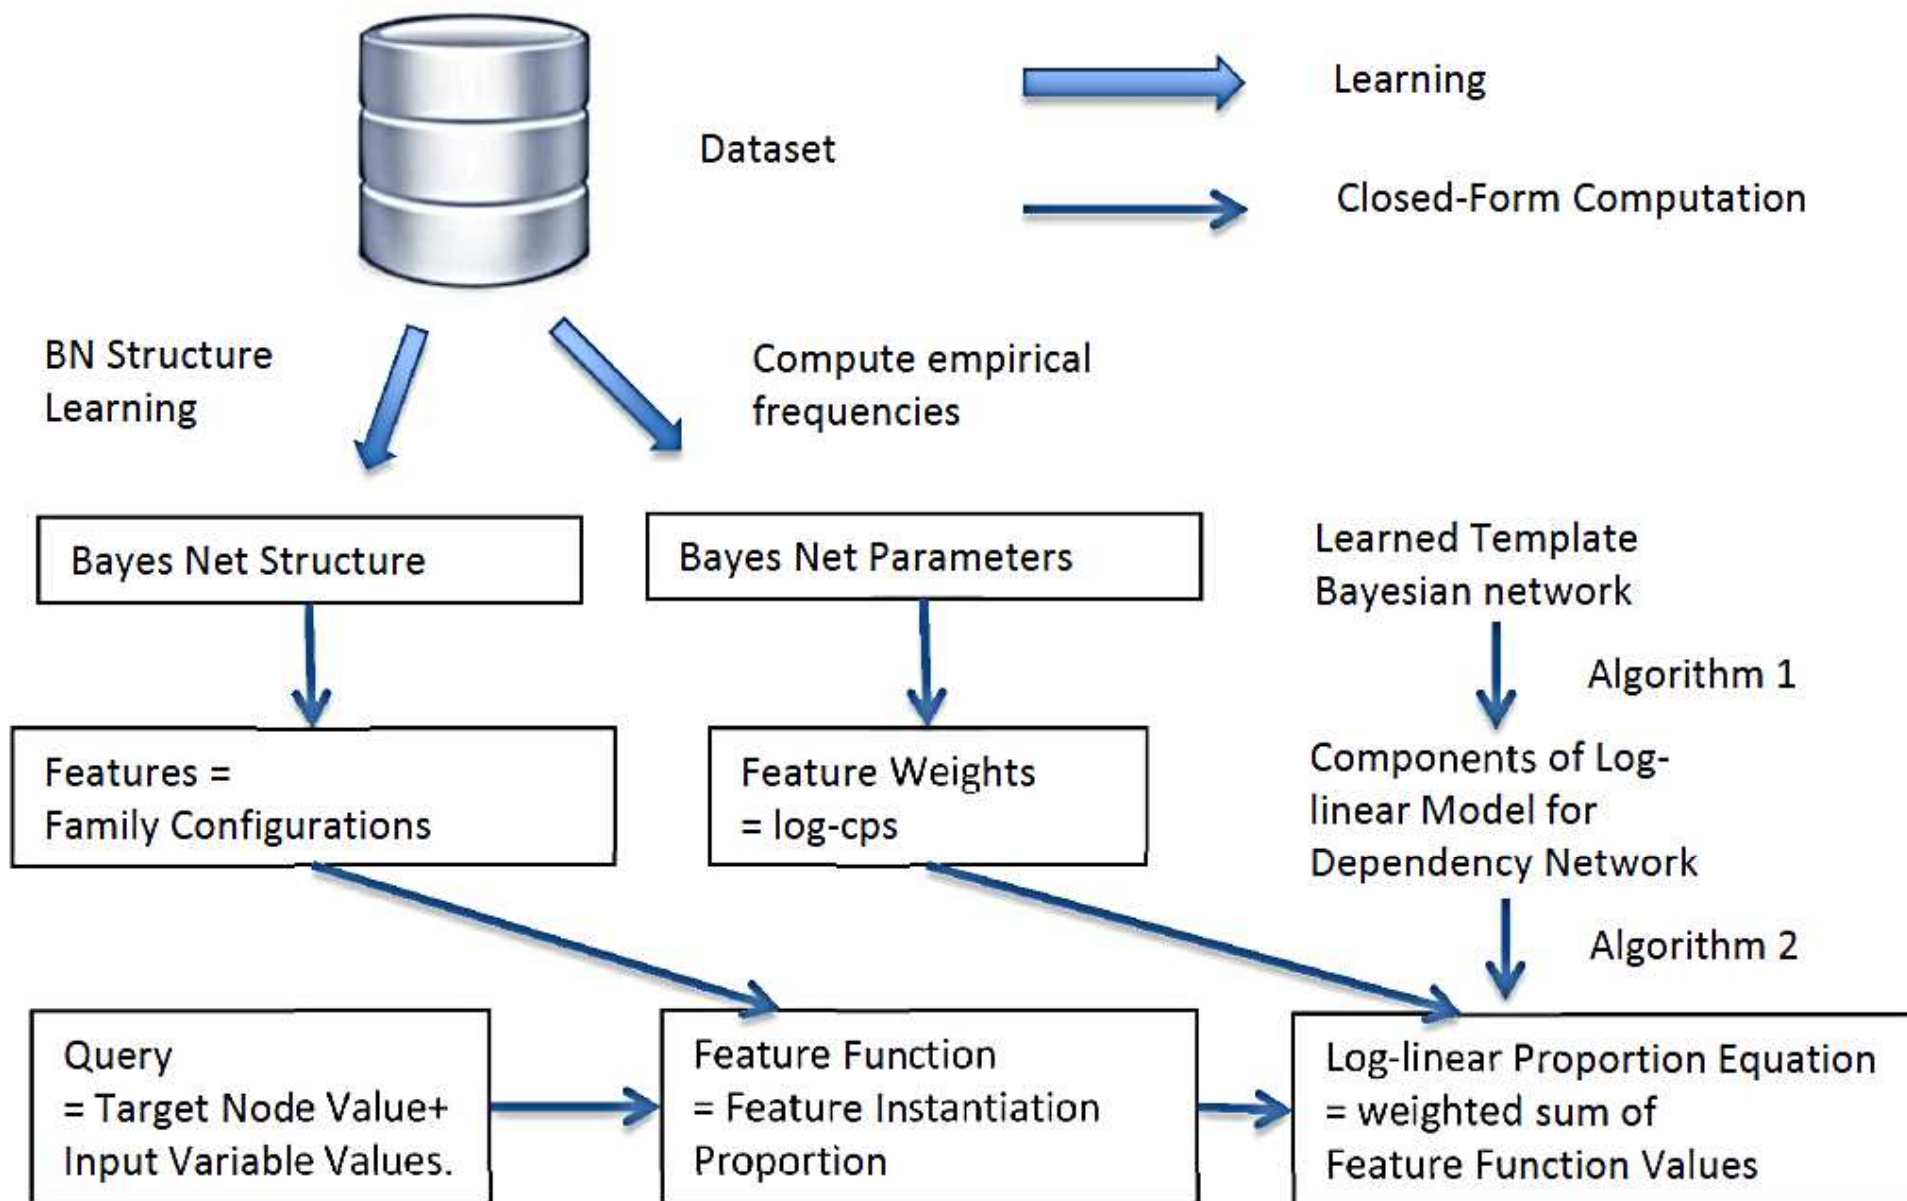 Dataset
Learning
Closed-Form Computation
BN Structure
Learning
Compute empirical
frequencies
Bayes Net Structure
Bayes Net Parameters
Learned Template
Bayesian network
Algorithm 1
Features =
Family Configurations
Feature Weights
= log-cps
Components of Log-
linear Model for
Dependency Network
Algorithm 2
Query
= Target Node Value+
Input Variable Values.
Feature Function
= Feature Instantiation
Proportion
Log-linear Proportion Equation
= weighted sum of
Feature Function Values